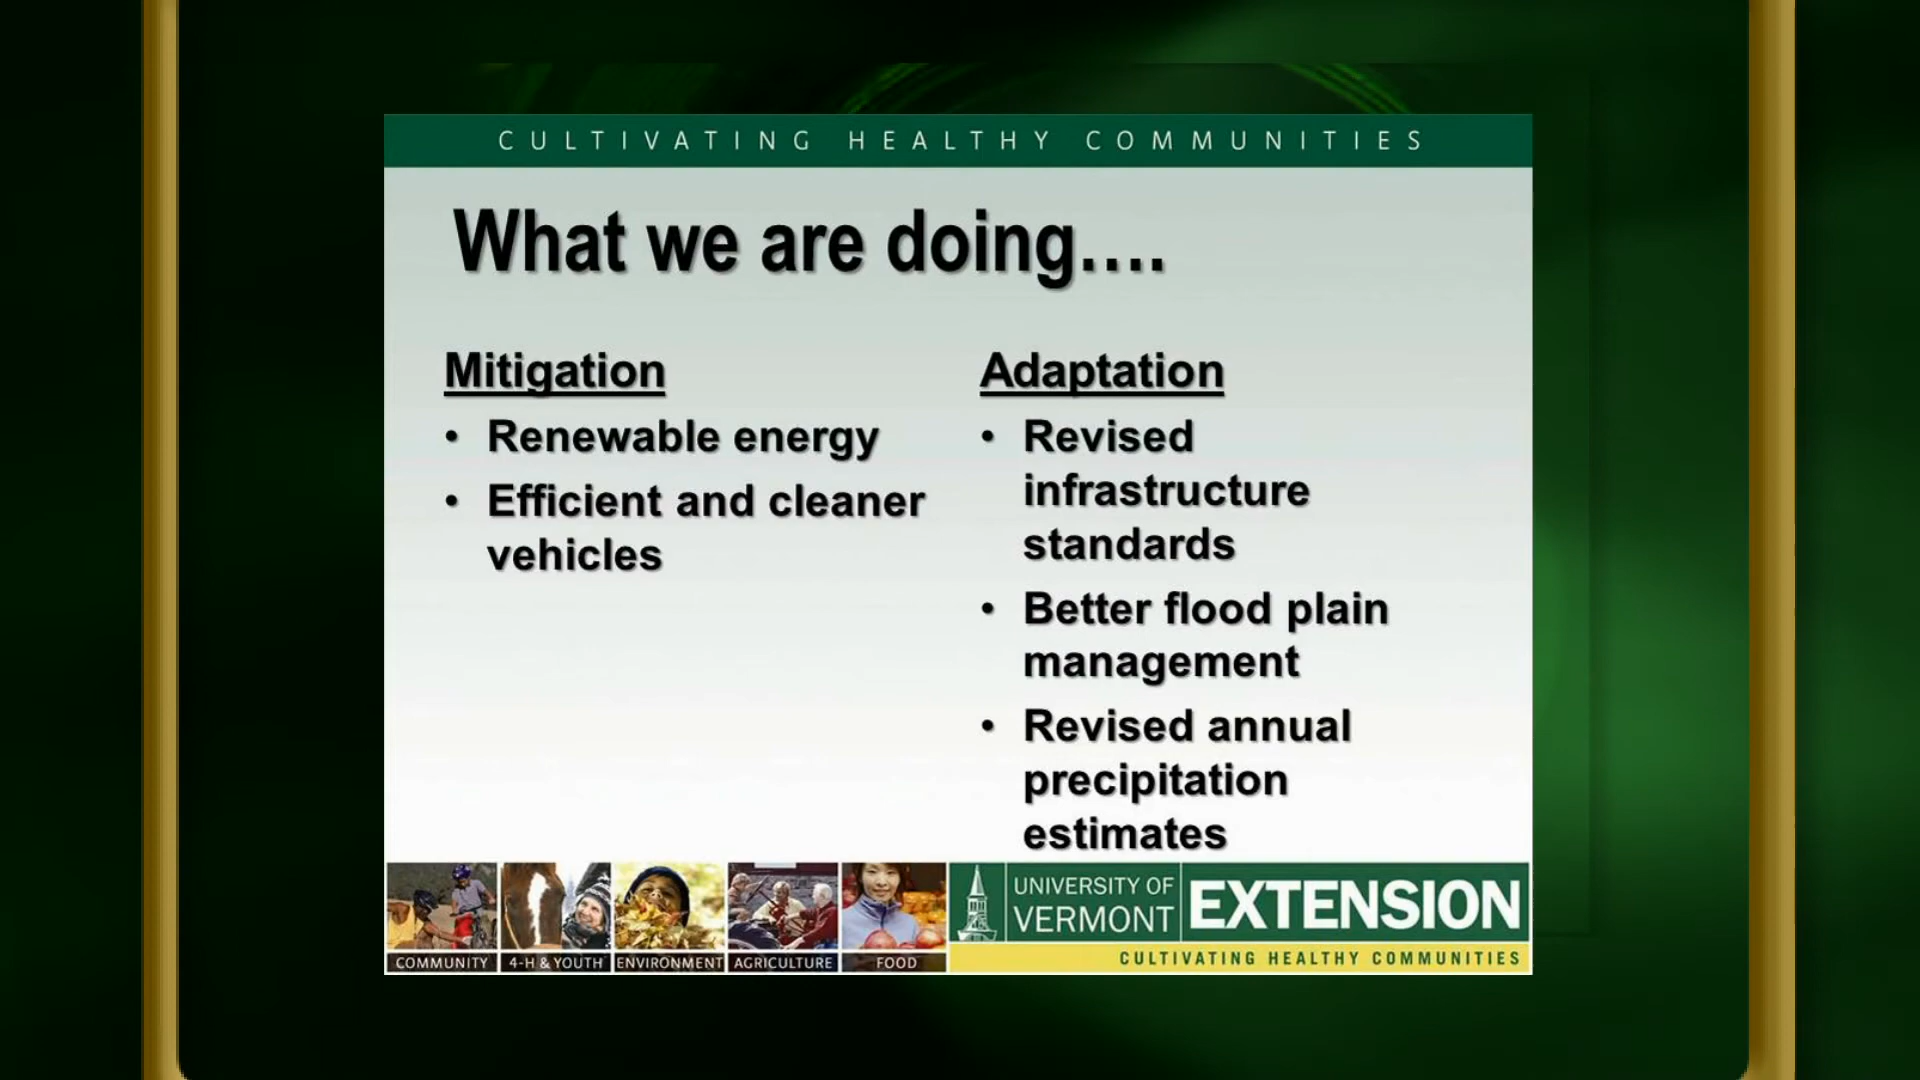 CULTIVATING HEALTHY COMMUNITIES
What we are doing....
Mitigation
• Renewable energy
• Efficient and cleaner
vehicles
Adaptation
• Revised
infrastructure
standards
• Better flood plain
management
• Revised annual
precipitation
estimates
COMMUNITY
4-H & YOUTH
ENVIRONMENT
AGRICULTURE
FOOD
UNIVERSITY OF
VERMONT
EXTENSION
CULTIVATING HEALTHY COMMUNITIES